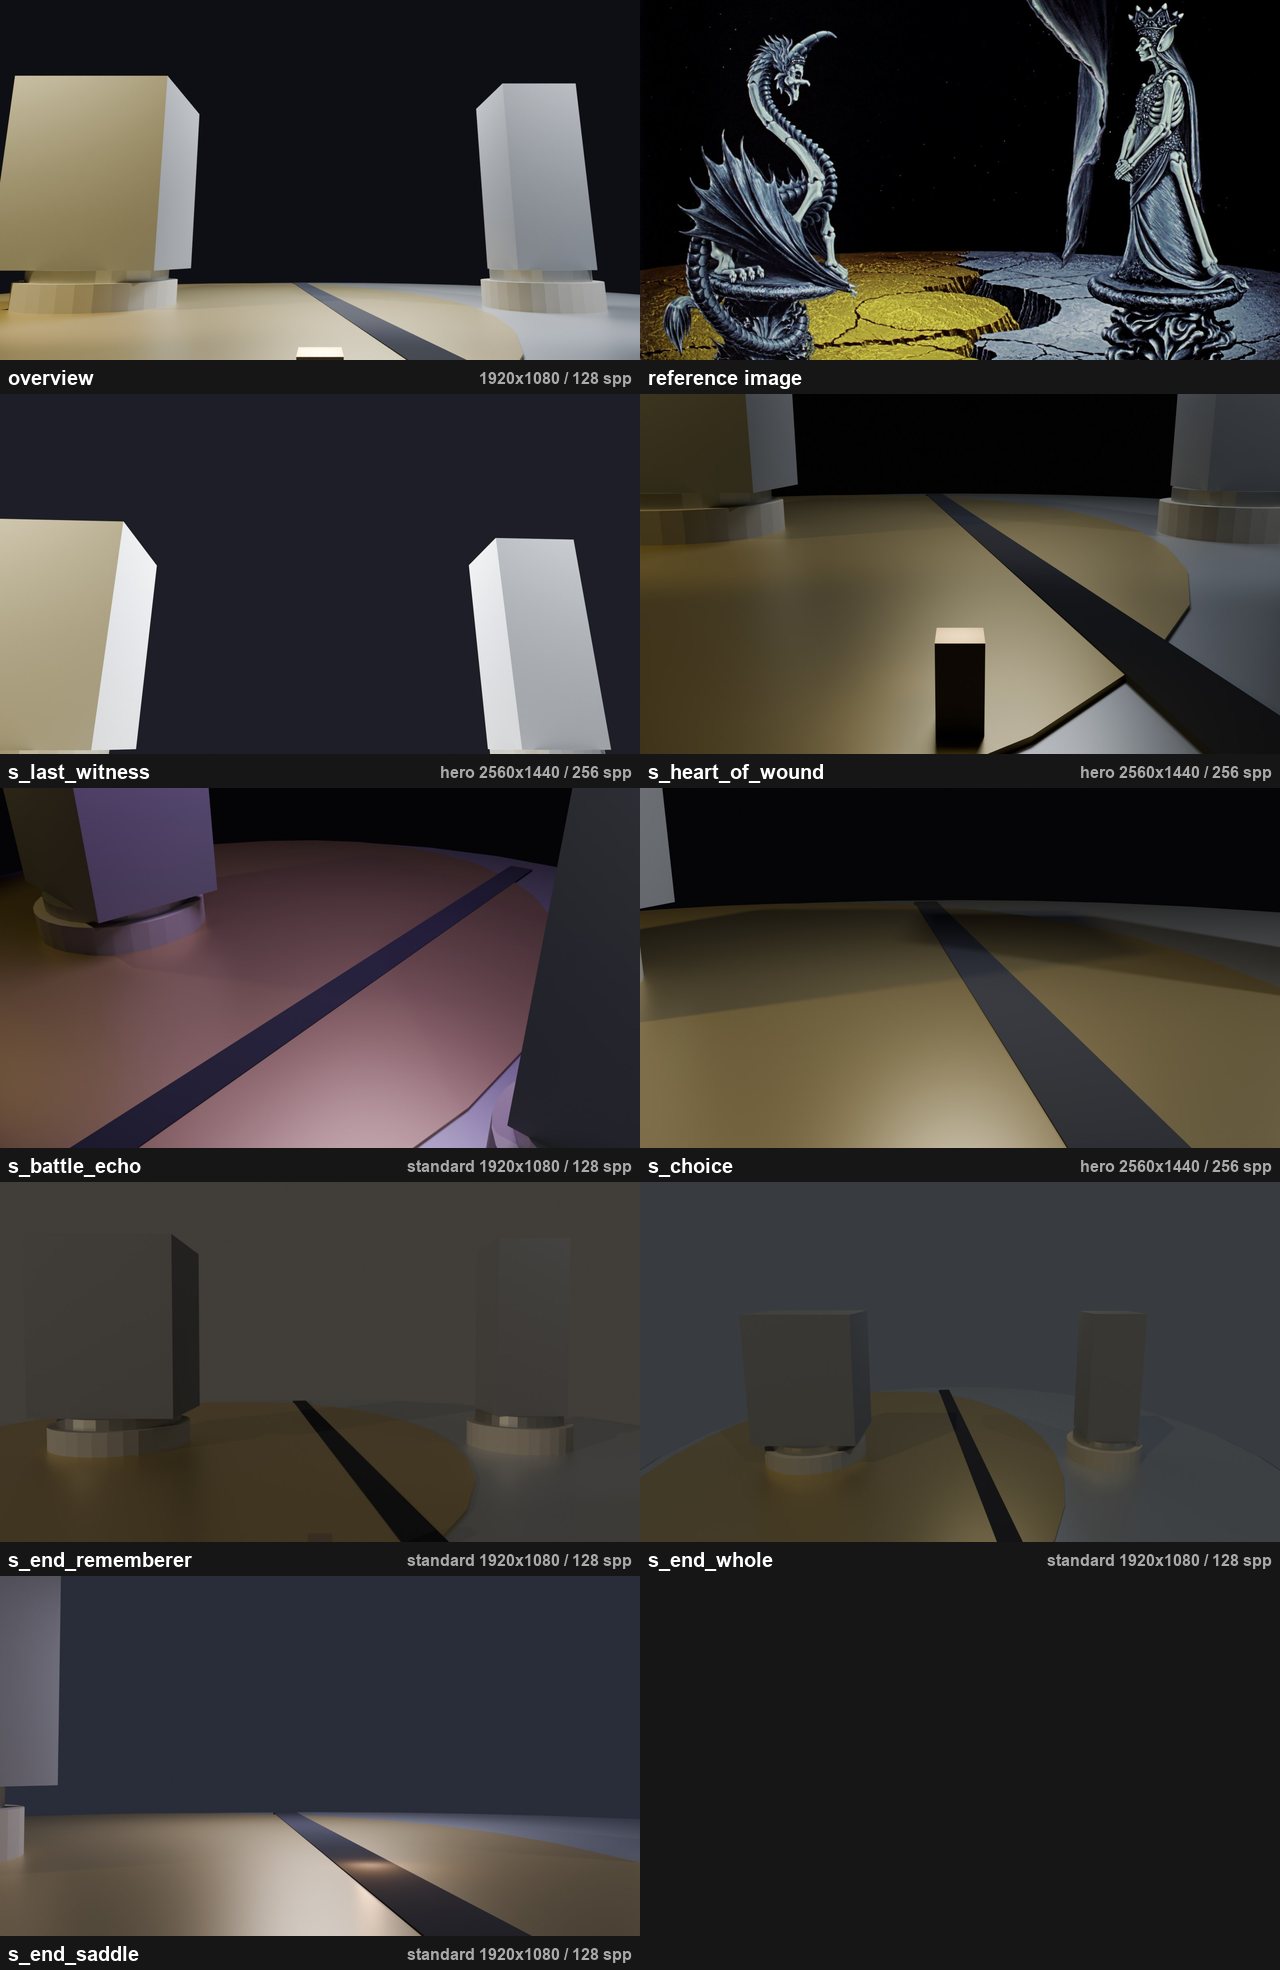 overview 1920x1080 / 128 spp
reference image
s_last_witness hero 2560x1440 / 256 spp
s_heart_of_wound hero 2560x1440 / 256 spp
s_battle_echo standard 1920x1080 / 128 spp
s_choice hero 2560x1440 / 256 spp
s_end_rememberer standard 1920x1080 / 128 spp
s_end_whole standard 1920x1080 / 128 spp
s_end_saddle standard 1920x1080 / 128 spp